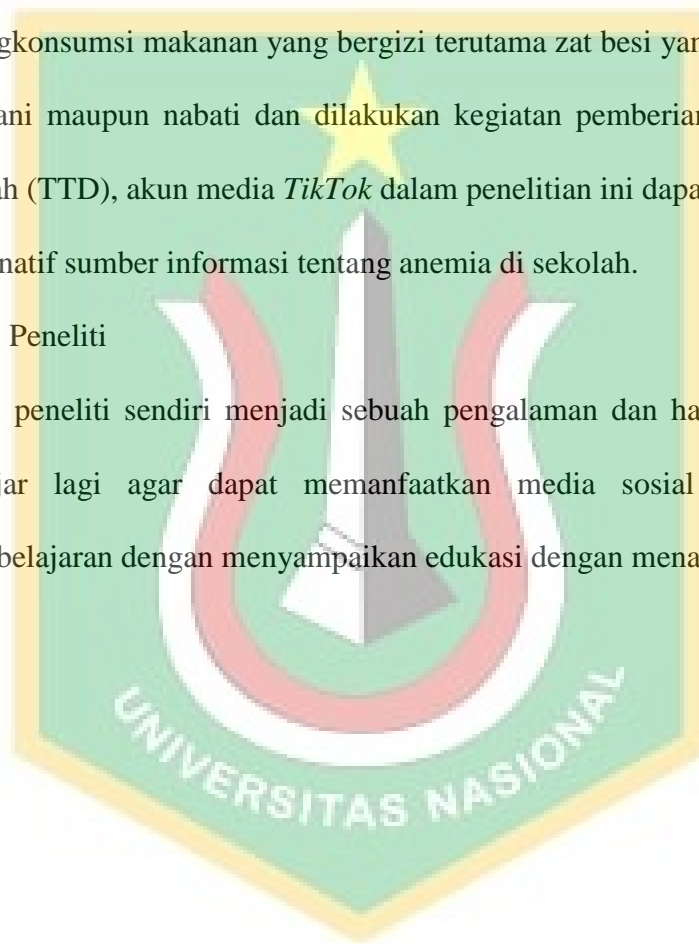 gkonsumsi makanan yang bergizi terutama zat besi yan
ani maupun nabati dan dilakukan kegiatan pemberian
ah (TTD), akun media TikTok dalam penelitian ini dapa
natif sumber informasi tentang anemia di sekolah.
Peneliti
peneliti sendiri menjadi sebuah pengalaman dan ha
jar lagi agar dapat memanfaatkan media sosial
belajaran dengan menyampaikan edukasi dengan mena
UNIVERSITAS NASIONAL